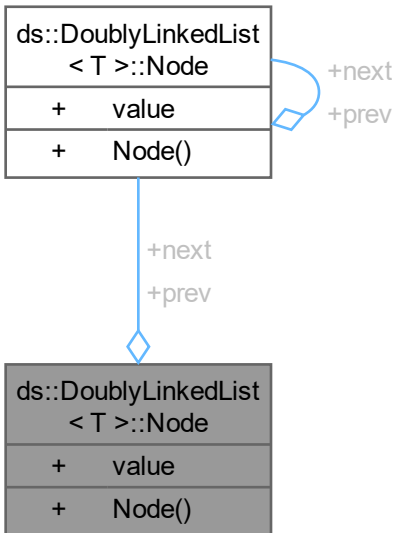 ds::DoublyLinkedList
< T >::Node
+ value
+ Node()
+next
+prev
+next
+prev
ds::DoublyLinkedList
< T >::Node
+ value
+ Node()